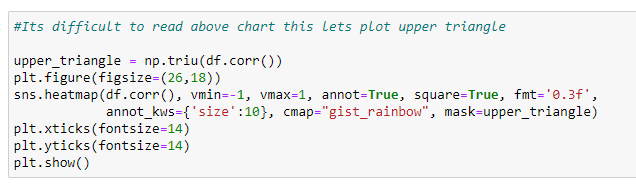 #Its difficult to read above chart this lets plot upper triangle
upper_triangle = np.triu(df.corr())
plt.figure(figsize=(26,18))
sns.heatmap(df.corr(), vmin=-1, vmax=1, annot=True, square=True, fmt='0.3f',
            annot_kws={'size':10}, cmap="gist_rainbow", mask=upper_triangle)
plt.xticks(fontsize=14)
plt.yticks(fontsize=14)
plt.show()